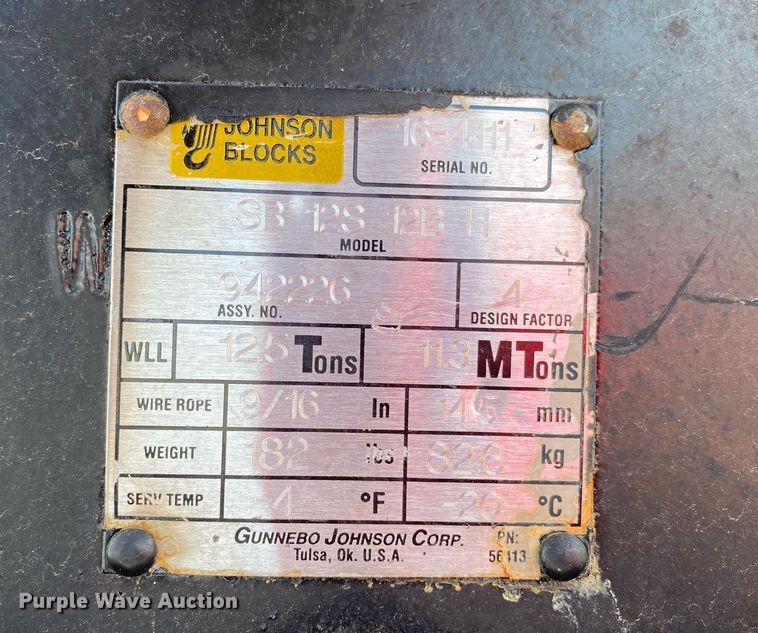 JOHNSON
BLOCKS
16-4511
SERIAL NO.
SB 12S 12B H
MODEL
942226
ASSY. NO.
4
DESIGN FACTOR
WLL 12.5 Tons 11.3 MTons
WIRE ROPE 9/16 In 14.5 mm
WEIGHT 182 lbs 82.6 kg
SERV TEMP -4 °F -20 °C
GUNNEBO JOHNSON CORP.
Tulsa, Ok. U.S.A.
PN:
56413
Purple Wave Auction